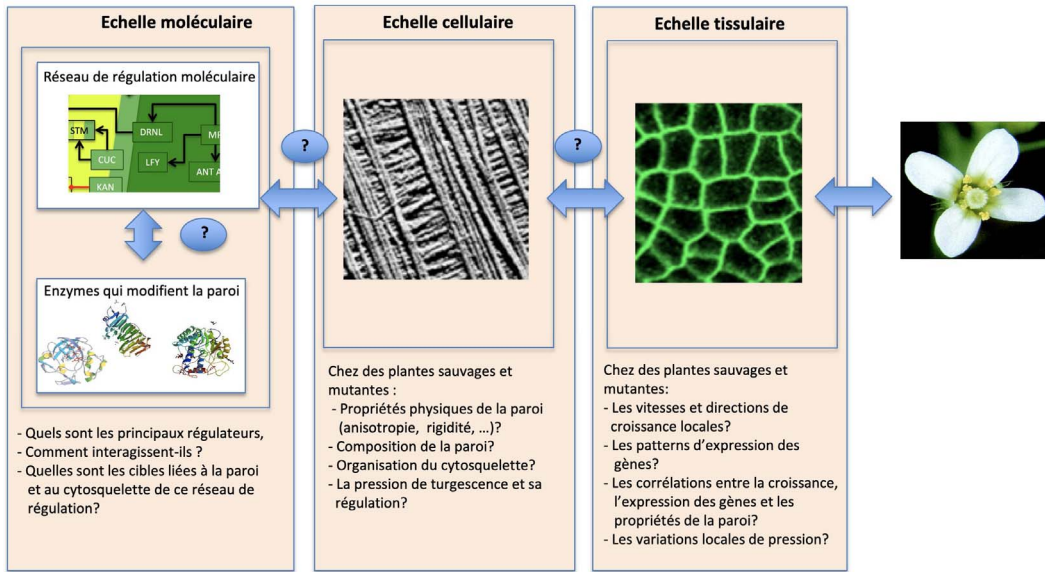 Echelle moléculaire
Réseau de régulation moléculaire
STM
DRNL
CUC
LFY
ANT A
KAN
?
Enzymes qui modifient la paroi
- Quels sont les principaux régulateurs,
- Comment interagissent-ils ?
- Quelles sont les cibles liées à la paroi
et au cytosquelette de ce réseau de
régulation?
?
Echelle cellulaire
Chez des plantes sauvages et
mutantes :
- Propriétés physiques de la paroi
(anisotropie, rigidité, ...)?
- Composition de la paroi?
- Organisation du cytosquelette?
- La pression de turgescence et sa
régulation?
?
Echelle tissulaire
Chez des plantes sauvages et
mutantes:
- Les vitesses et directions de
croissance locales?
- Les patterns d'expression des
gènes?
- Les corrélations entre la croissance,
l'expression des gènes et les
propriétés de la paroi?
- Les variations locales de pression?